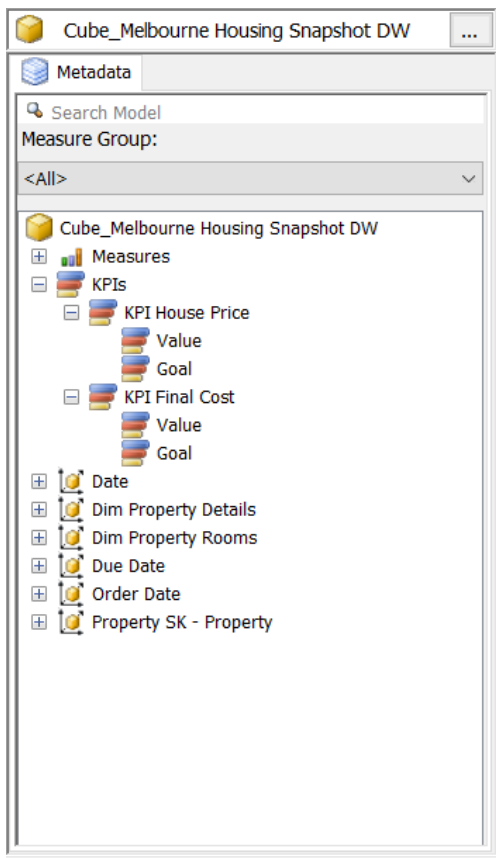 Cube_Melbourne Housing Snapshot DW ...
Metadata
Search Model
Measure Group:
<All>
Cube_Melbourne Housing Snapshot DW
Measures
KPIs
KPI House Price
Value
Goal
KPI Final Cost
Value
Goal
Date
Dim Property Details
Dim Property Rooms
Due Date
Order Date
Property SK - Property